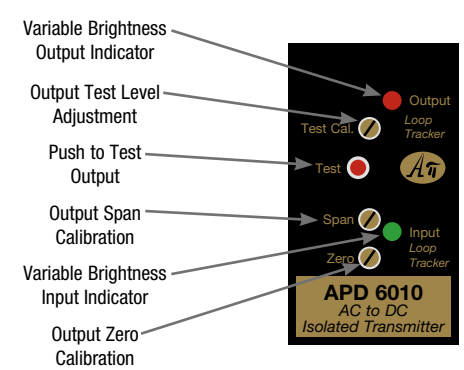 Variable Brightness
Output Indicator
Output Test Level
Adjustment
Push to Test
Output
Output Span
Calibration
Variable Brightness
Input Indicator
Output Zero
Calibration
Output
Loop
Tracker
Test Cal.
Test
Aπ
Span
Input
Loop
Tracker
Zero
APD 6010
AC to DC
Isolated Transmitter